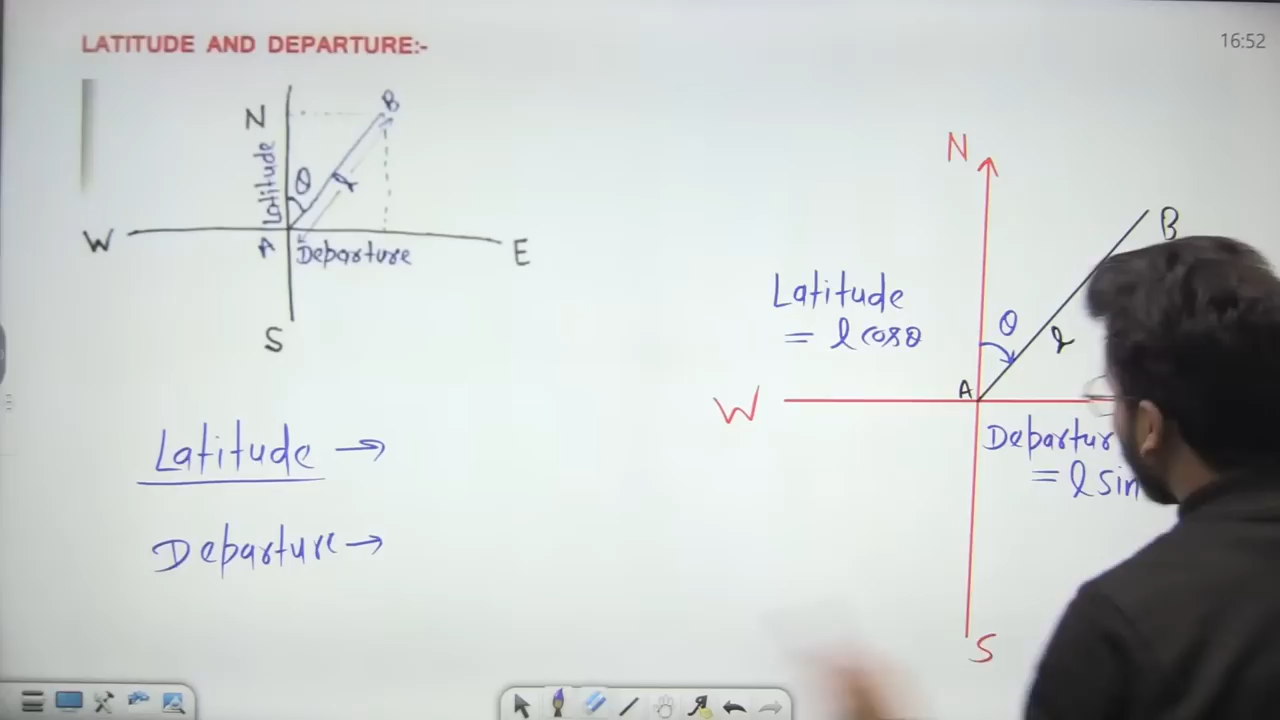 LATITUDE AND DEPARTURE:-
16:52
N
B
Latitude
θ
l
W
A
Departure
E
S
Latitude →
Departure →
N
B
Latitude
= l cosθ
θ
l
A
W
Departur
= l sin
S